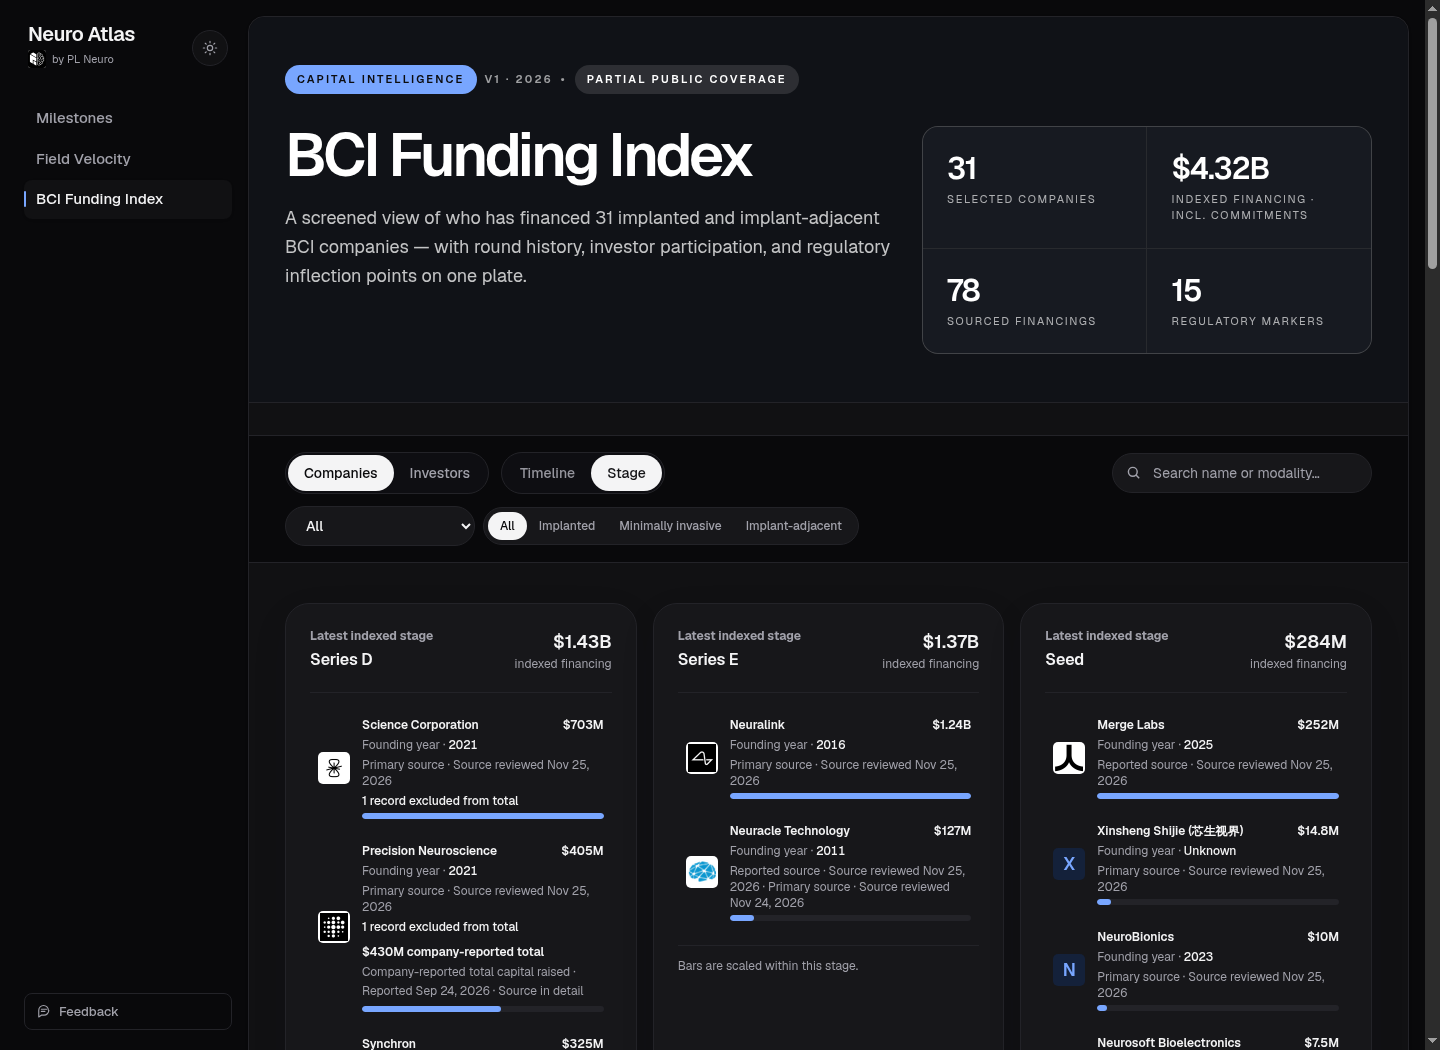 Neuro Atlas
by PL Neuro
Milestones
Field Velocity
BCI Funding Index
Feedback
CAPITAL INTELLIGENCE
V1 · 2026 •
PARTIAL PUBLIC COVERAGE
BCI Funding Index
A screened view of who has financed 31 implanted and implant-adjacent
BCI companies — with round history, investor participation, and regulatory
inflection points on one plate.
31
SELECTED COMPANIES
$4.32B
INDEXED FINANCING ·
INCL. COMMITMENTS
78
SOURCED FINANCINGS
15
REGULATORY MARKERS
Companies
Investors
Timeline
Stage
Search name or modality...
All
All
Implanted
Minimally invasive
Implant-adjacent
Latest indexed stage
Series D
$1.43B
indexed financing
Science Corporation
$703M
Founding year · 2021
Primary source · Source reviewed Nov 25,
2026
1 record excluded from total
Precision Neuroscience
$405M
Founding year · 2021
Primary source · Source reviewed Nov 25,
2026
1 record excluded from total
$430M company-reported total
Company-reported total capital raised ·
Reported Sep 24, 2026 · Source in detail
Synchron
$325M
Latest indexed stage
Series E
$1.37B
indexed financing
Neuralink
$1.24B
Founding year · 2016
Primary source · Source reviewed Nov 25,
2026
Neuracle Technology
$127M
Founding year · 2011
Reported source · Source reviewed Nov 25,
2026 · Primary source · Source reviewed
Nov 24, 2026
Bars are scaled within this stage.
Latest indexed stage
Seed
$284M
indexed financing
Merge Labs
$252M
Founding year · 2025
Reported source · Source reviewed Nov 25,
2026
X
Xinsheng Shijie (芯生视界)
$14.8M
Founding year · Unknown
Primary source · Source reviewed Nov 25,
2026
N
NeuroBionics
$10M
Founding year · 2023
Primary source · Source reviewed Nov 25,
2026
Neurosoft Bioelectronics
$7.5M